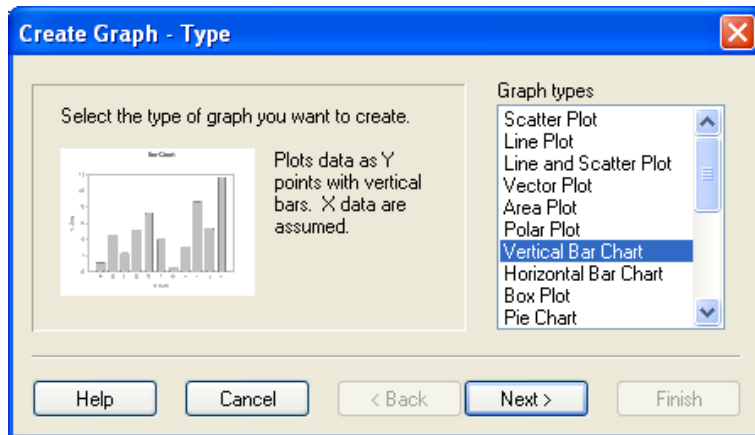 Create Graph - Type
Select the type of graph you want to create.
Bar Chart
Plots data as Y
points with vertical
bars. X data are
assumed.
Graph types
Scatter Plot
Line Plot
Line and Scatter Plot
Vector Plot
Area Plot
Polar Plot
Vertical Bar Chart
Horizontal Bar Chart
Box Plot
Pie Chart
Help
Cancel
< Back
Next >
Finish